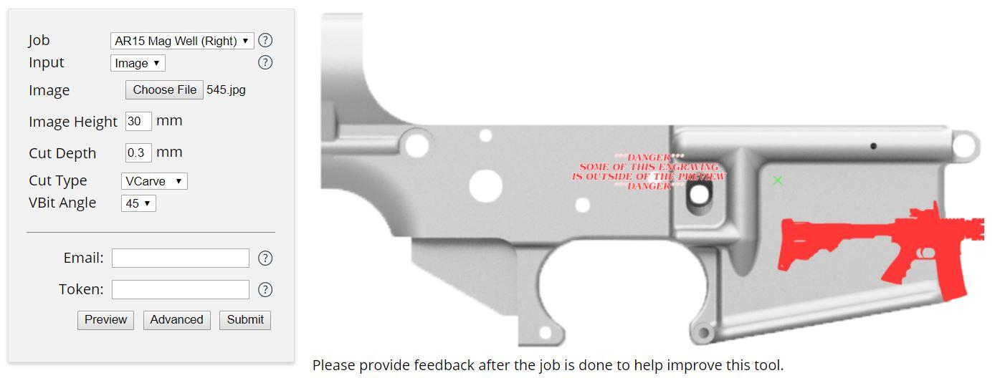 Job AR15 Mag Well (Right)
Input Image
Image Choose File 545.jpg
Image Height 30 mm
Cut Depth 0.3 mm
Cut Type VCarve
VBit Angle 45
Email:
Token:
Preview Advanced Submit
***DANGER***
SOME OF THIS ENGRAVING
IS OUTSIDE OF THE PREVIEW
***DANGER***
Please provide feedback after the job is done to help improve this tool.